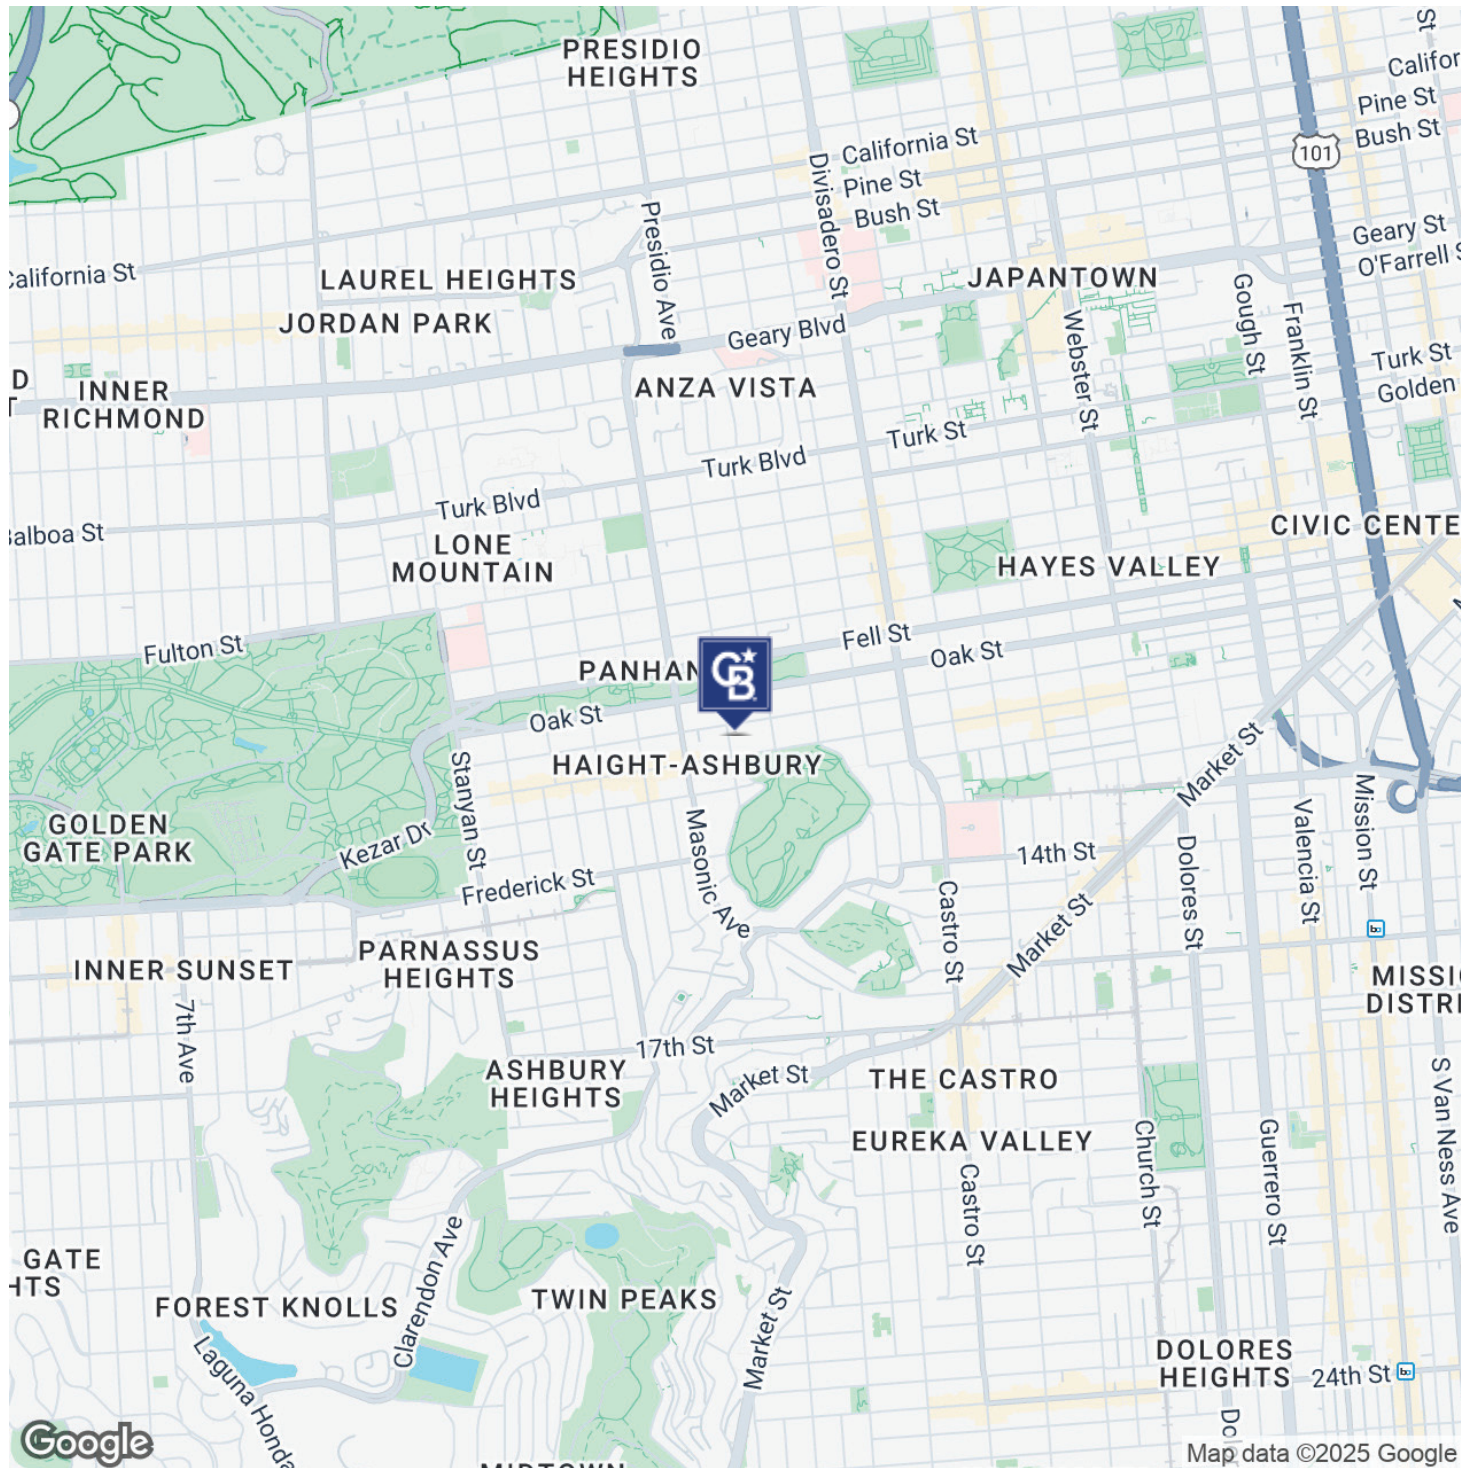 PRESIDIO
HEIGHTS
Califor
Pine St
Bush St
101
California St
Pine St
Bush St
Divisadero St
Presidio Ave
Geary St
O'Farrell S
California St
LAUREL HEIGHTS
JORDAN PARK
JAPANTOWN
Geary Blvd
Gough St
Franklin St
Webster St
Turk St
Golden
D
INNER
RICHMOND
ANZA VISTA
Turk St
Turk Blvd
Turk Blvd
Balboa St
LONE
MOUNTAIN
CIVIC CENTE
HAYES VALLEY
Fulton St
Fell St
Oak St
PANHAN
CB
Oak St
HAIGHT-ASHBURY
Stanyan St
Market St
GOLDEN
GATE PARK
Kezar Dr
Masonic Ave
Frederick St
14th St
Castro St
Dolores St
Valencia St
Mission St
Market St
PARNASSUS
HEIGHTS
INNER SUNSET
MISSI
DISTRI
7th Ave
17th St
ASHBURY
HEIGHTS
Market St
THE CASTRO
EUREKA VALLEY
Castro St
Church St
Guerrero St
S Van Ness Ave
GATE
HTS
FOREST KNOLLS
Clarendon Ave
TWIN PEAKS
Market St
Laguna Honda
DOLORES
HEIGHTS
24th St
Dol
MIDTOWN
Google
Map data ©2025 Google